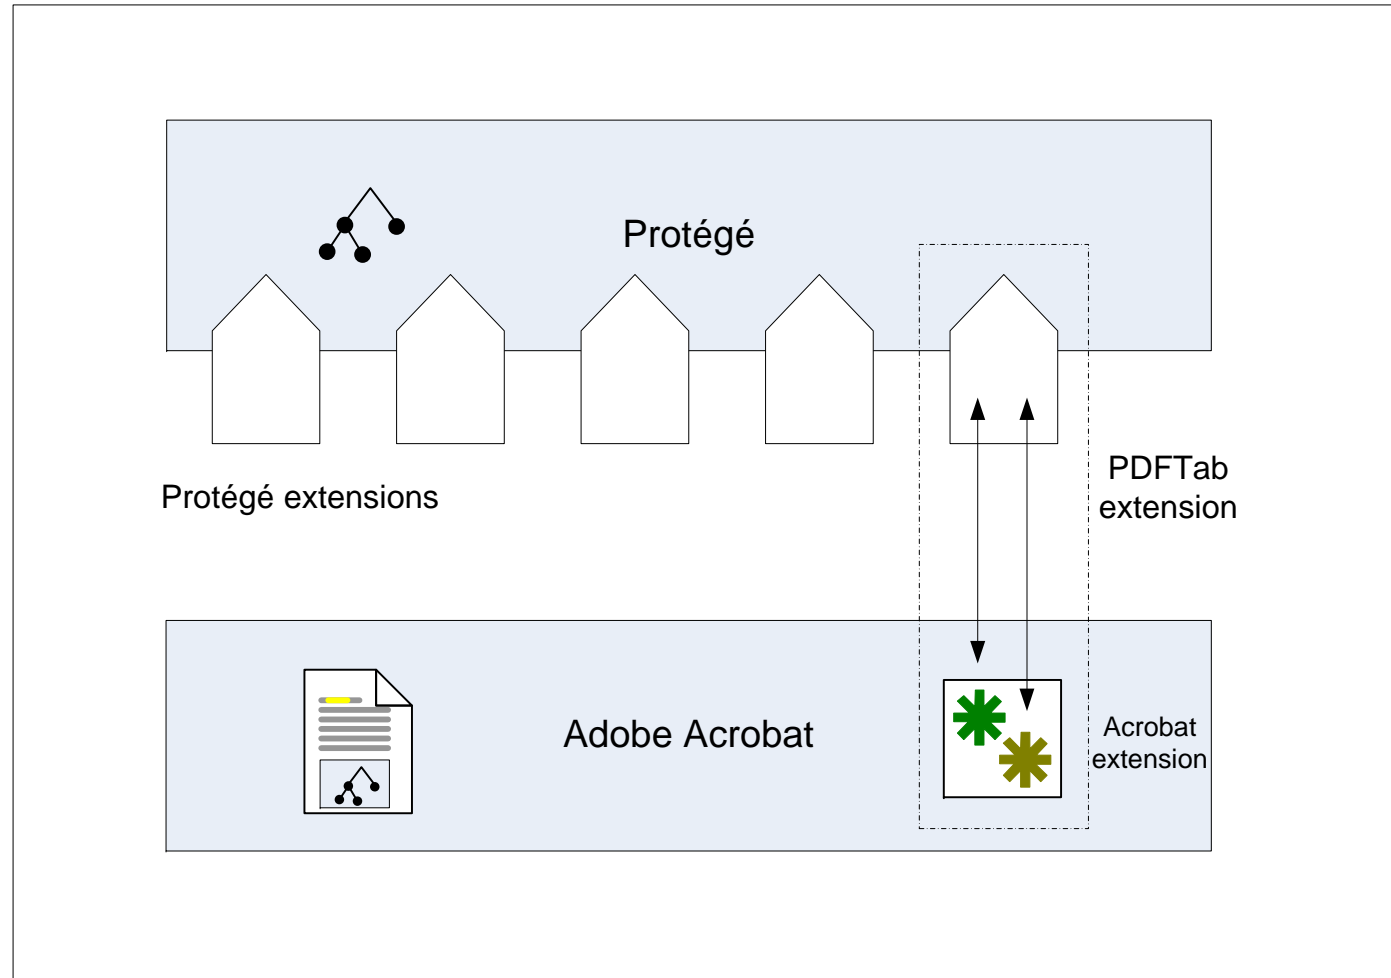 Protégé
Protégé extensions
PDFTab
extension
Adobe Acrobat
Acrobat
extension